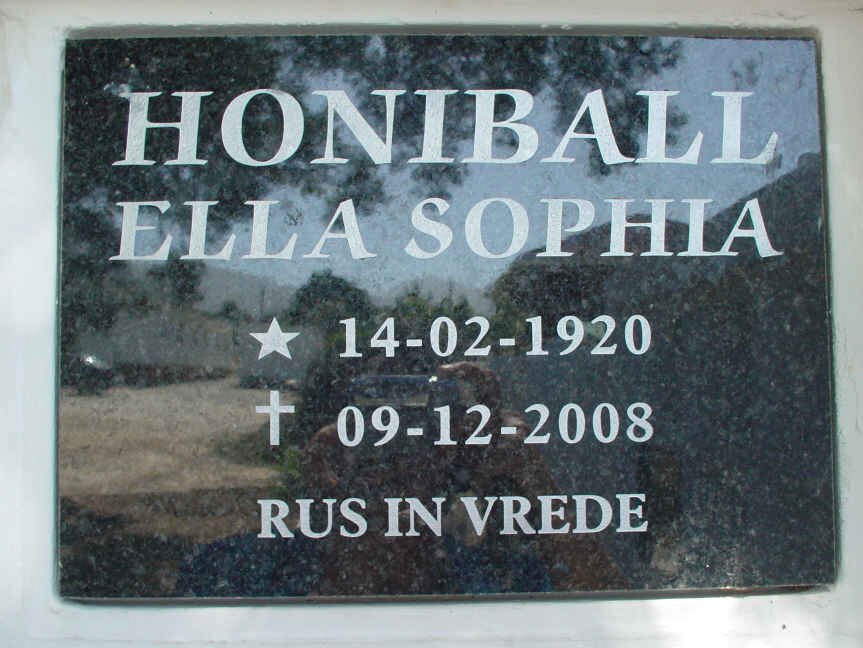 HONIBALL
ELLA SOPHIA
★ 14-02-1920
✝ 09-12-2008
RUS IN VREDE